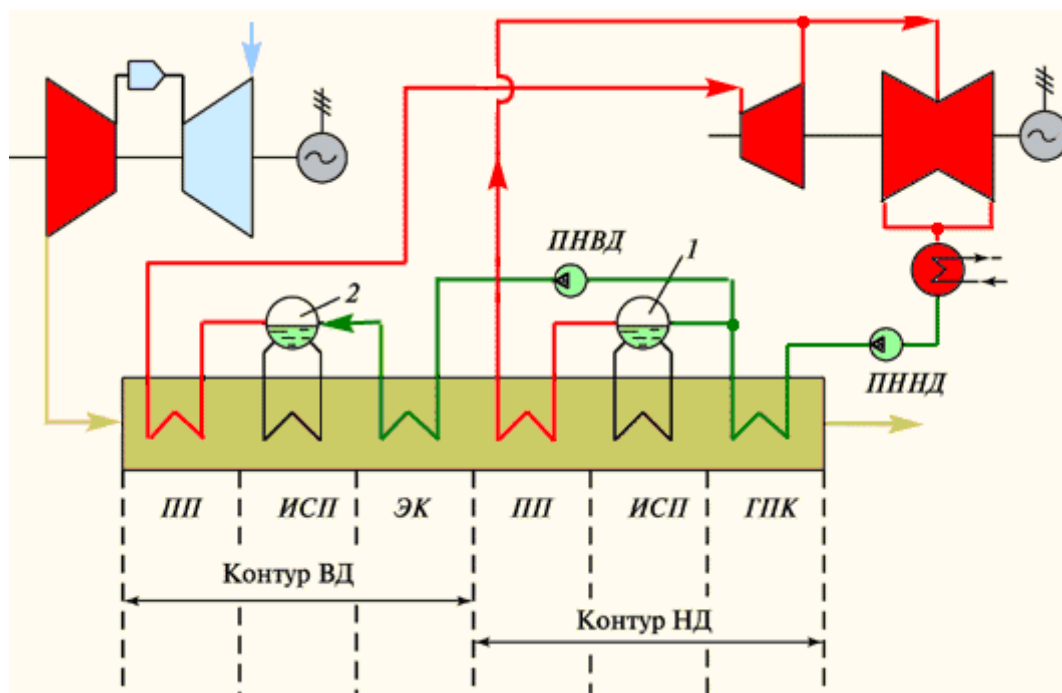 ПНВД
1
2
ПННД
ПП
ИСП
ЭК
ПП
ИСП
ГПК
Контур ВД
Контур НД